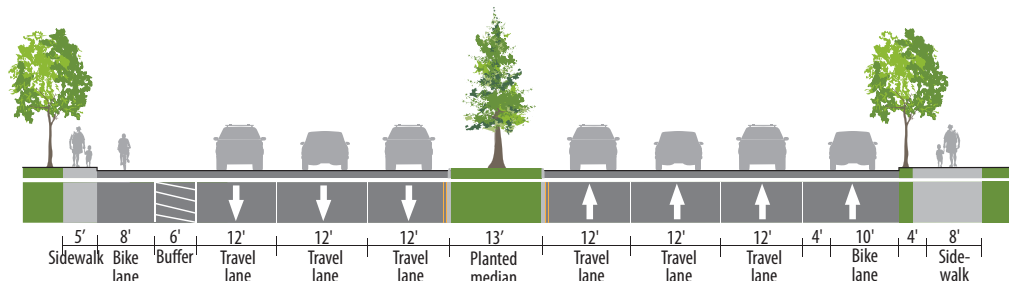 5′ 8' 6' 12' 12' 12' 13' 12' 12' 12' 4' 10' 4' 8'
Sidewalk Bike Buffer Travel Travel Travel Planted Travel Travel Travel Bike Side-
lane lane lane lane median lane lane lane lane walk